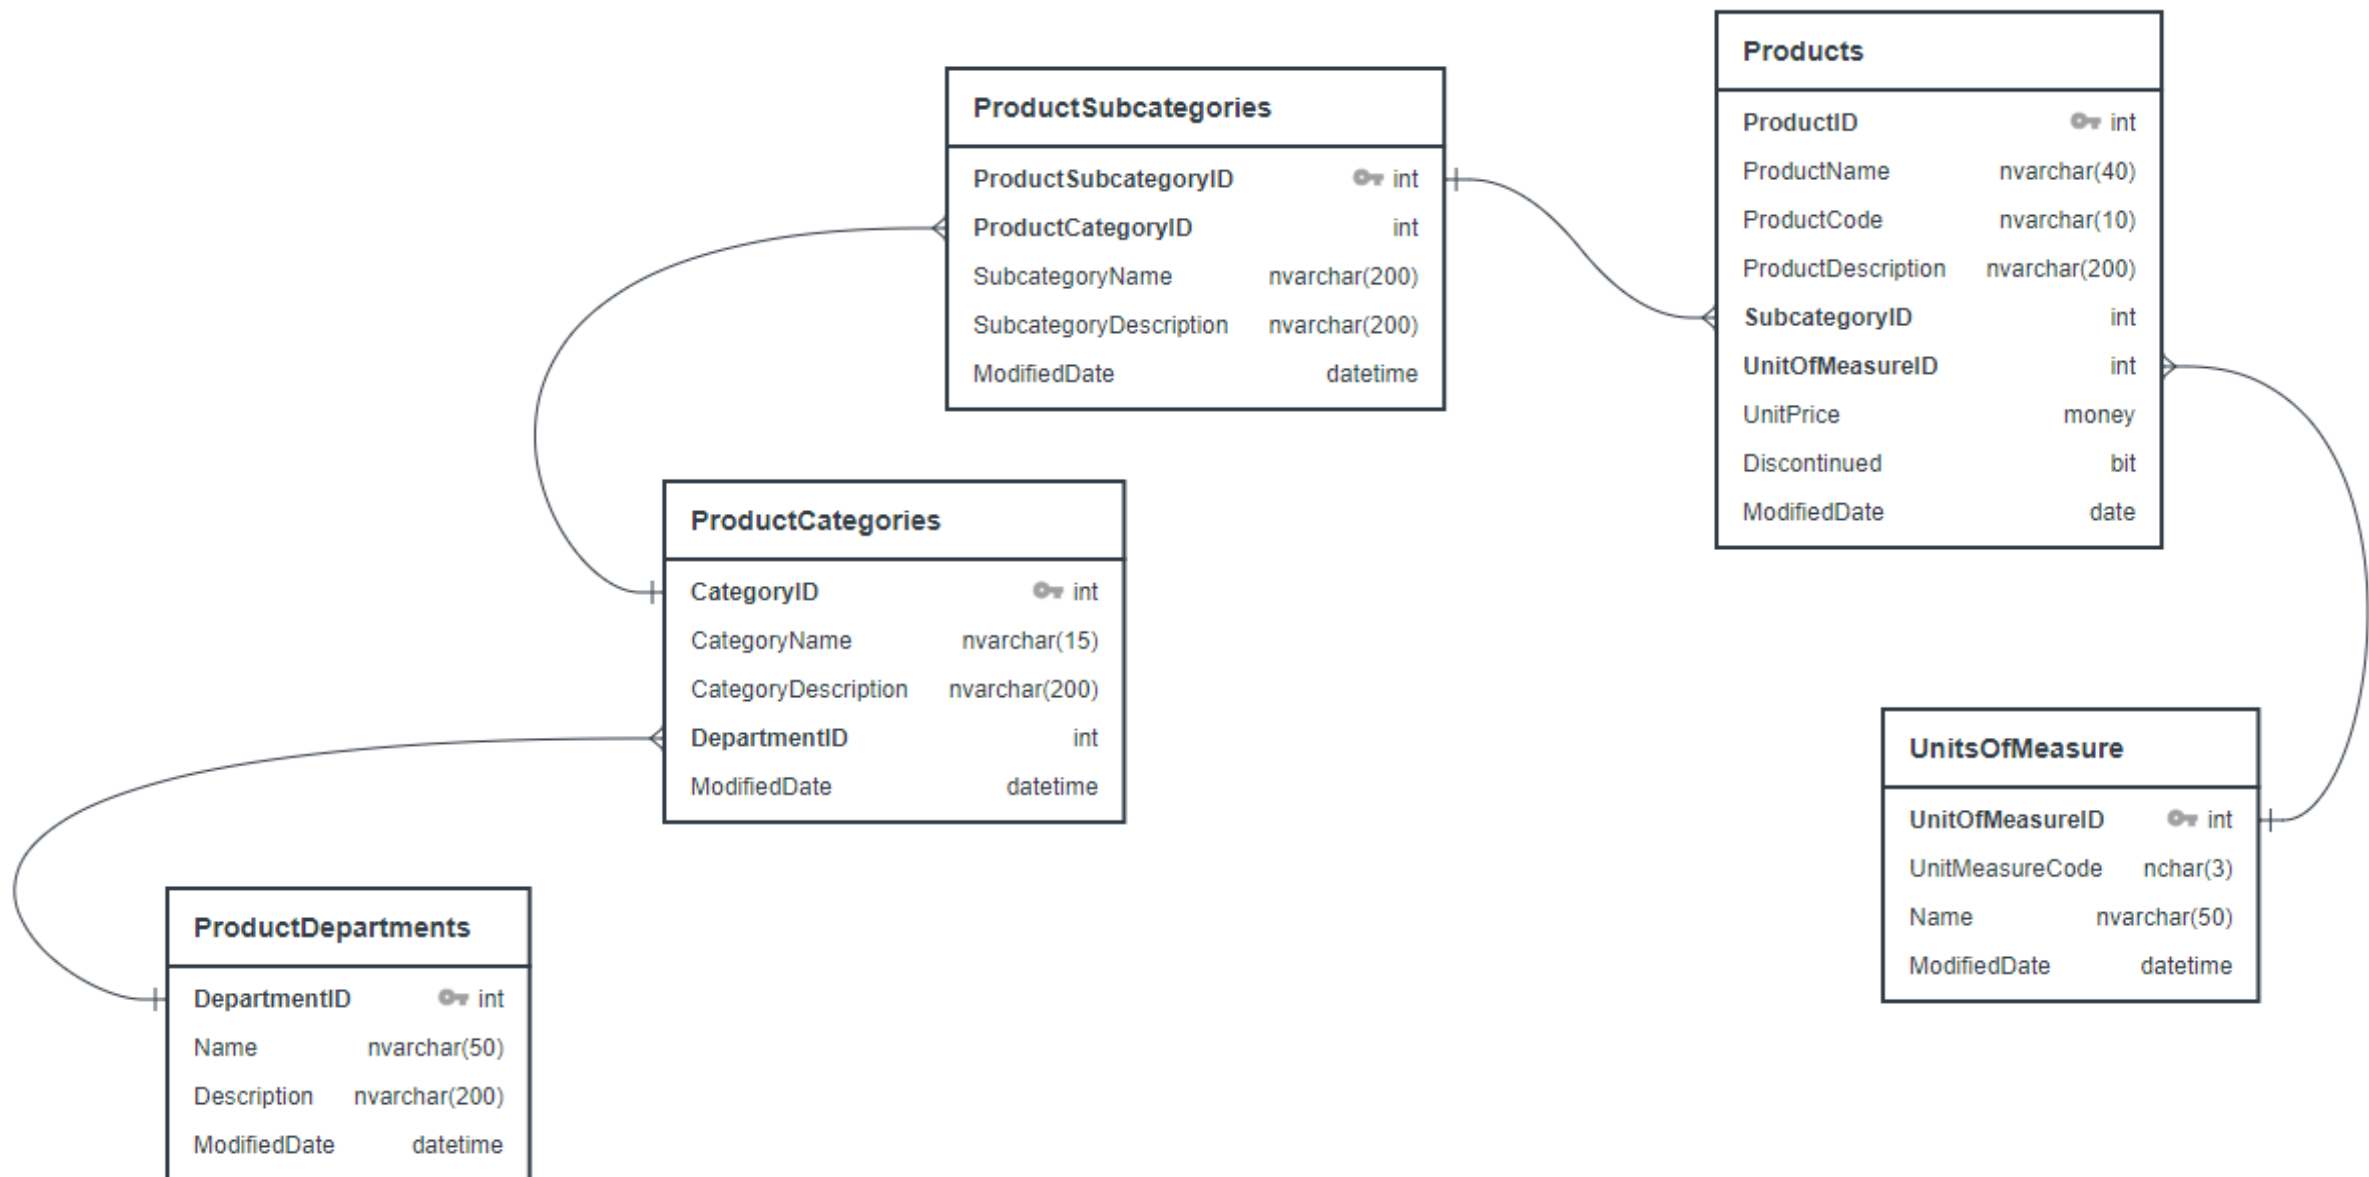 Products
ProductID int
ProductName nvarchar(40)
ProductCode nvarchar(10)
ProductDescription nvarchar(200)
SubcategoryID int
UnitOfMeasureID int
UnitPrice money
Discontinued bit
ModifiedDate date
ProductSubcategories
ProductSubcategoryID int
ProductCategoryID int
SubcategoryName nvarchar(200)
SubcategoryDescription nvarchar(200)
ModifiedDate datetime
ProductCategories
CategoryID int
CategoryName nvarchar(15)
CategoryDescription nvarchar(200)
DepartmentID int
ModifiedDate datetime
UnitsOfMeasure
UnitOfMeasureID int
UnitMeasureCode nchar(3)
Name nvarchar(50)
ModifiedDate datetime
ProductDepartments
DepartmentID int
Name nvarchar(50)
Description nvarchar(200)
ModifiedDate datetime